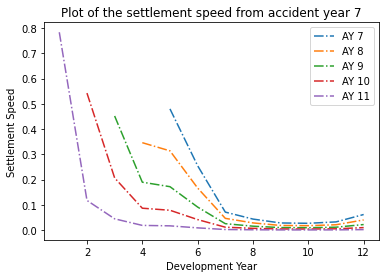 Plot of the settlement speed from accident year 7
0.8
0.7
0.6
0.5
0.4
0.3
0.2
0.1
0.0
Settlement Speed
AY 7
AY 8
AY 9
AY 10
AY 11
2 4 6 8 10 12
Development Year